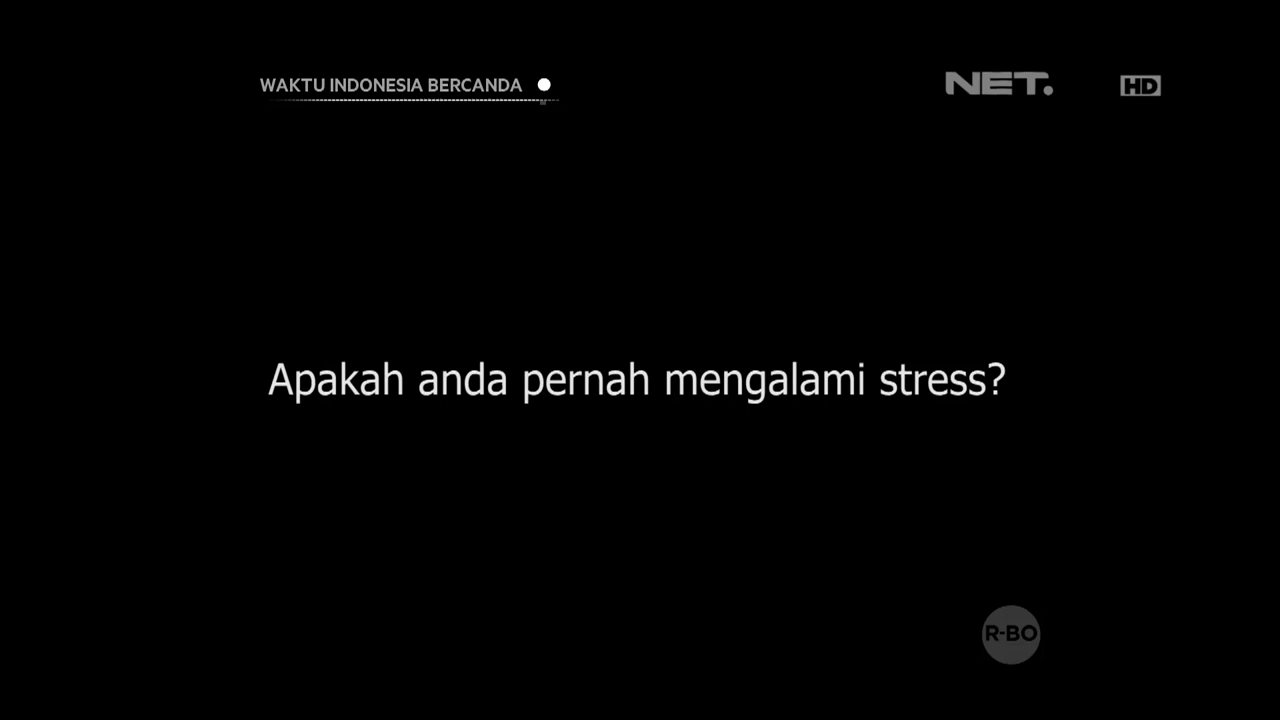 WAKTU INDONESIA BERCANDA
NET.
HD
Apakah anda pernah mengalami stress?
R-BO